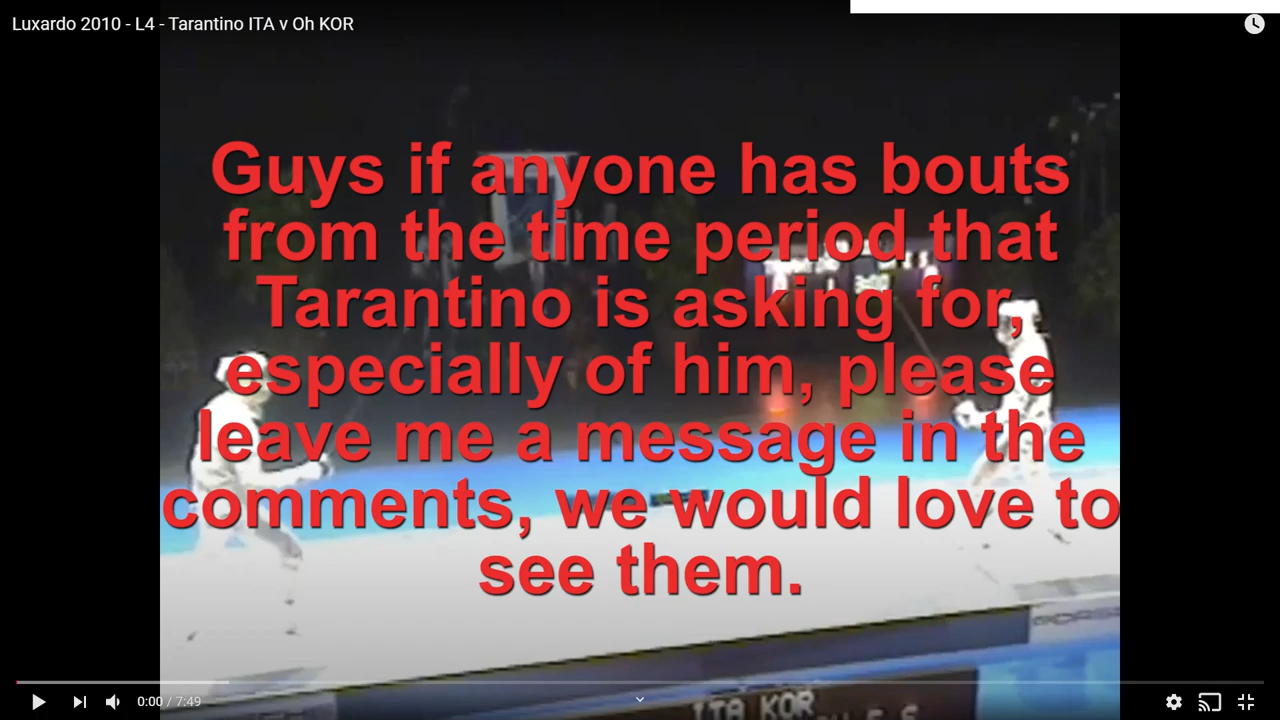 Luxardo 2010 - L4 - Tarantino ITA v Oh KOR
Guys if anyone has bouts
from the time period that
Tarantino is asking for,
especially of him, please
leave me a message in the
comments, we would love to
see them.
0:00 / 7:49
ITA KOR